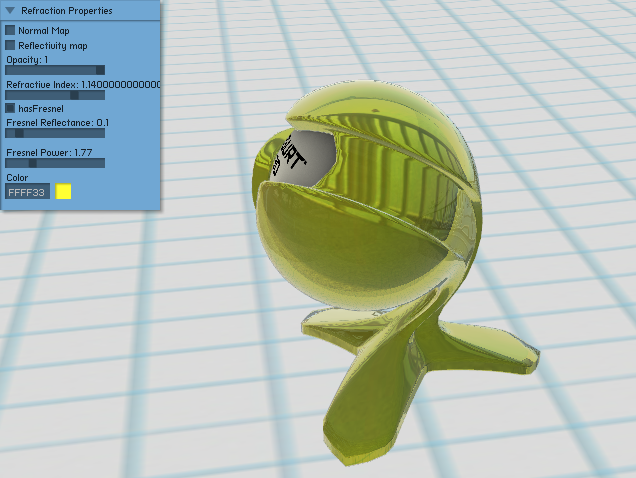 Refraction Properties
Normal Map
Reflectivity map
Opacity: 1
Refractive Index: 1.1400000000000
hasFresnel
Fresnel Reflectance: 0.1
Fresnel Power: 1.77
Color
FFFF33